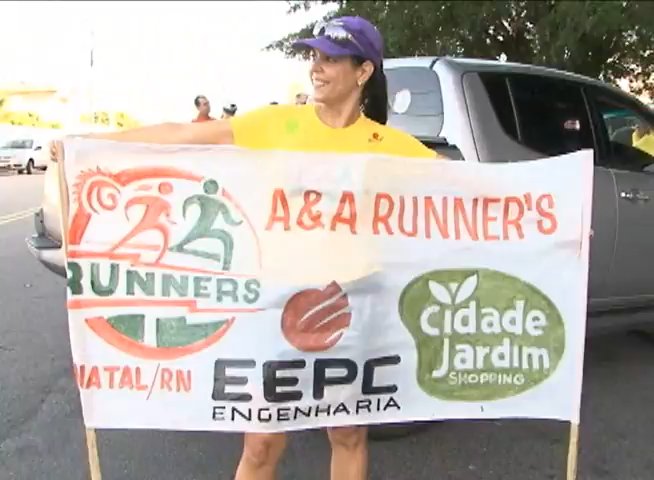 A&A RUNNER'S
RUNNERS
NATAL/RN
EEPC
ENGENHARIA
Cidade
Jardim
SHOPPING